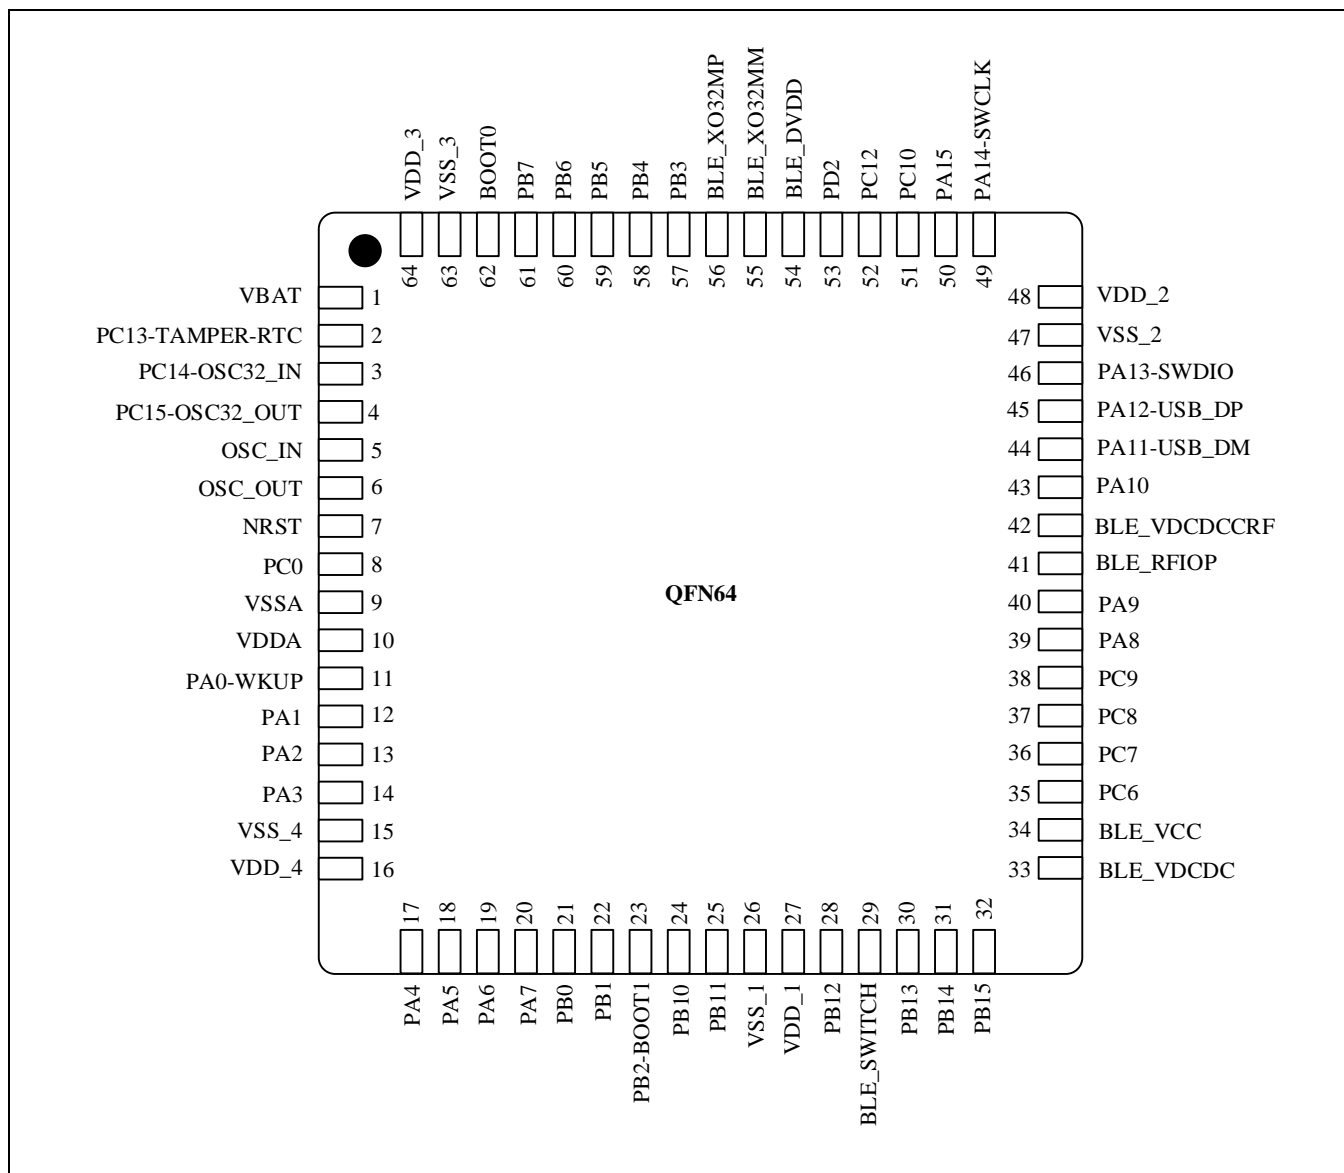 VDD_3
VSS_3
BOOT0
PB7
PB6
PB5
PB4
PB3
BLE_XO32MP
BLE_XO32MM
BLE_DVDD
PD2
PC12
PC10
PA15
PA14-SWCLK
64
63
62
61
60
59
58
57
56
55
54
53
52
51
50
49
VBAT 1
PC13-TAMPER-RTC 2
PC14-OSC32_IN 3
PC15-OSC32_OUT 4
OSC_IN 5
OSC_OUT 6
NRST 7
PC0 8
VSSA 9
VDDA 10
PA0-WKUP 11
PA1 12
PA2 13
PA3 14
VSS_4 15
VDD_4 16
QFN64
48 VDD_2
47 VSS_2
46 PA13-SWDIO
45 PA12-USB_DP
44 PA11-USB_DM
43 PA10
42 BLE_VDCDCCRF
41 BLE_RFIOP
40 PA9
39 PA8
38 PC9
37 PC8
36 PC7
35 PC6
34 BLE_VCC
33 BLE_VDCDC
17
18
19
20
21
22
23
24
25
26
27
28
29
30
31
32
PA4
PA5
PA6
PA7
PB0
PB1
PB2-BOOT1
PB10
PB11
VSS_1
VDD_1
PB12
BLE_SWITCH
PB13
PB14
PB15